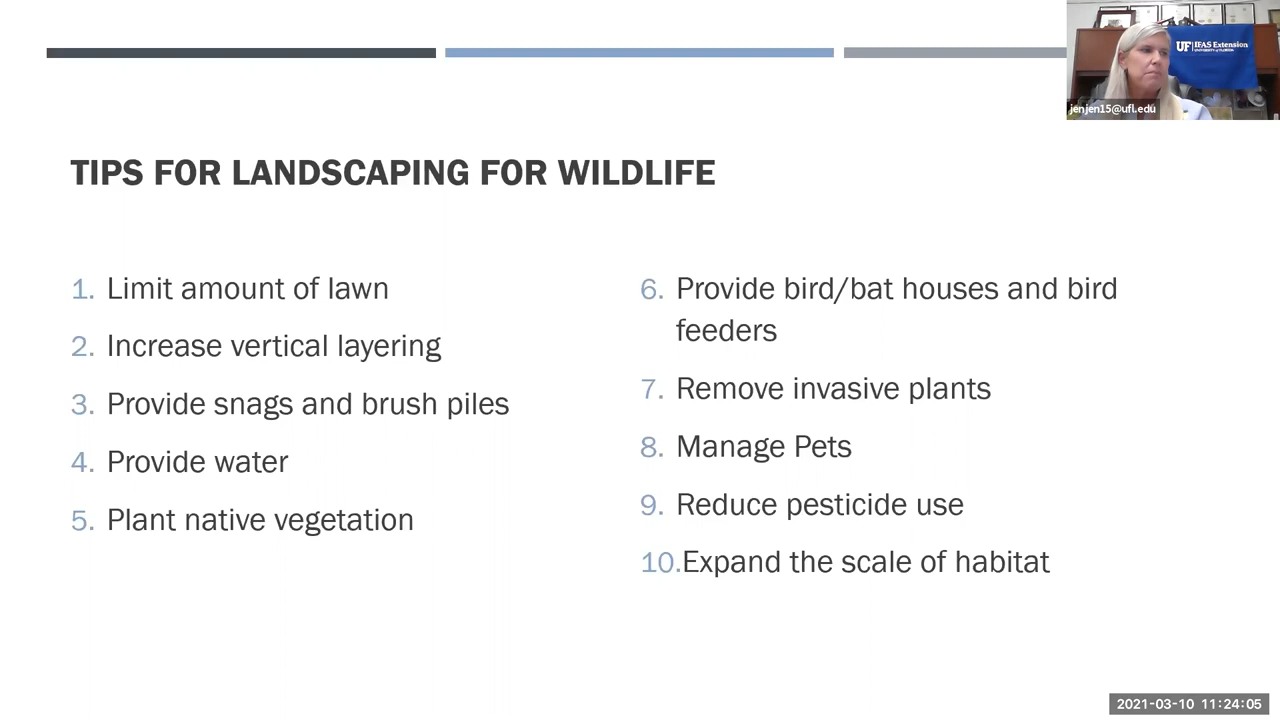 TIPS FOR LANDSCAPING FOR WILDLIFE
1. Limit amount of lawn
2. Increase vertical layering
3. Provide snags and brush piles
4. Provide water
5. Plant native vegetation
6. Provide bird/bat houses and bird
feeders
7. Remove invasive plants
8. Manage Pets
9. Reduce pesticide use
10.Expand the scale of habitat
UF IFAS Extension
UNIVERSITY of FLORIDA
jenjen15@ufl.edu
2021-03-10 11:24:05